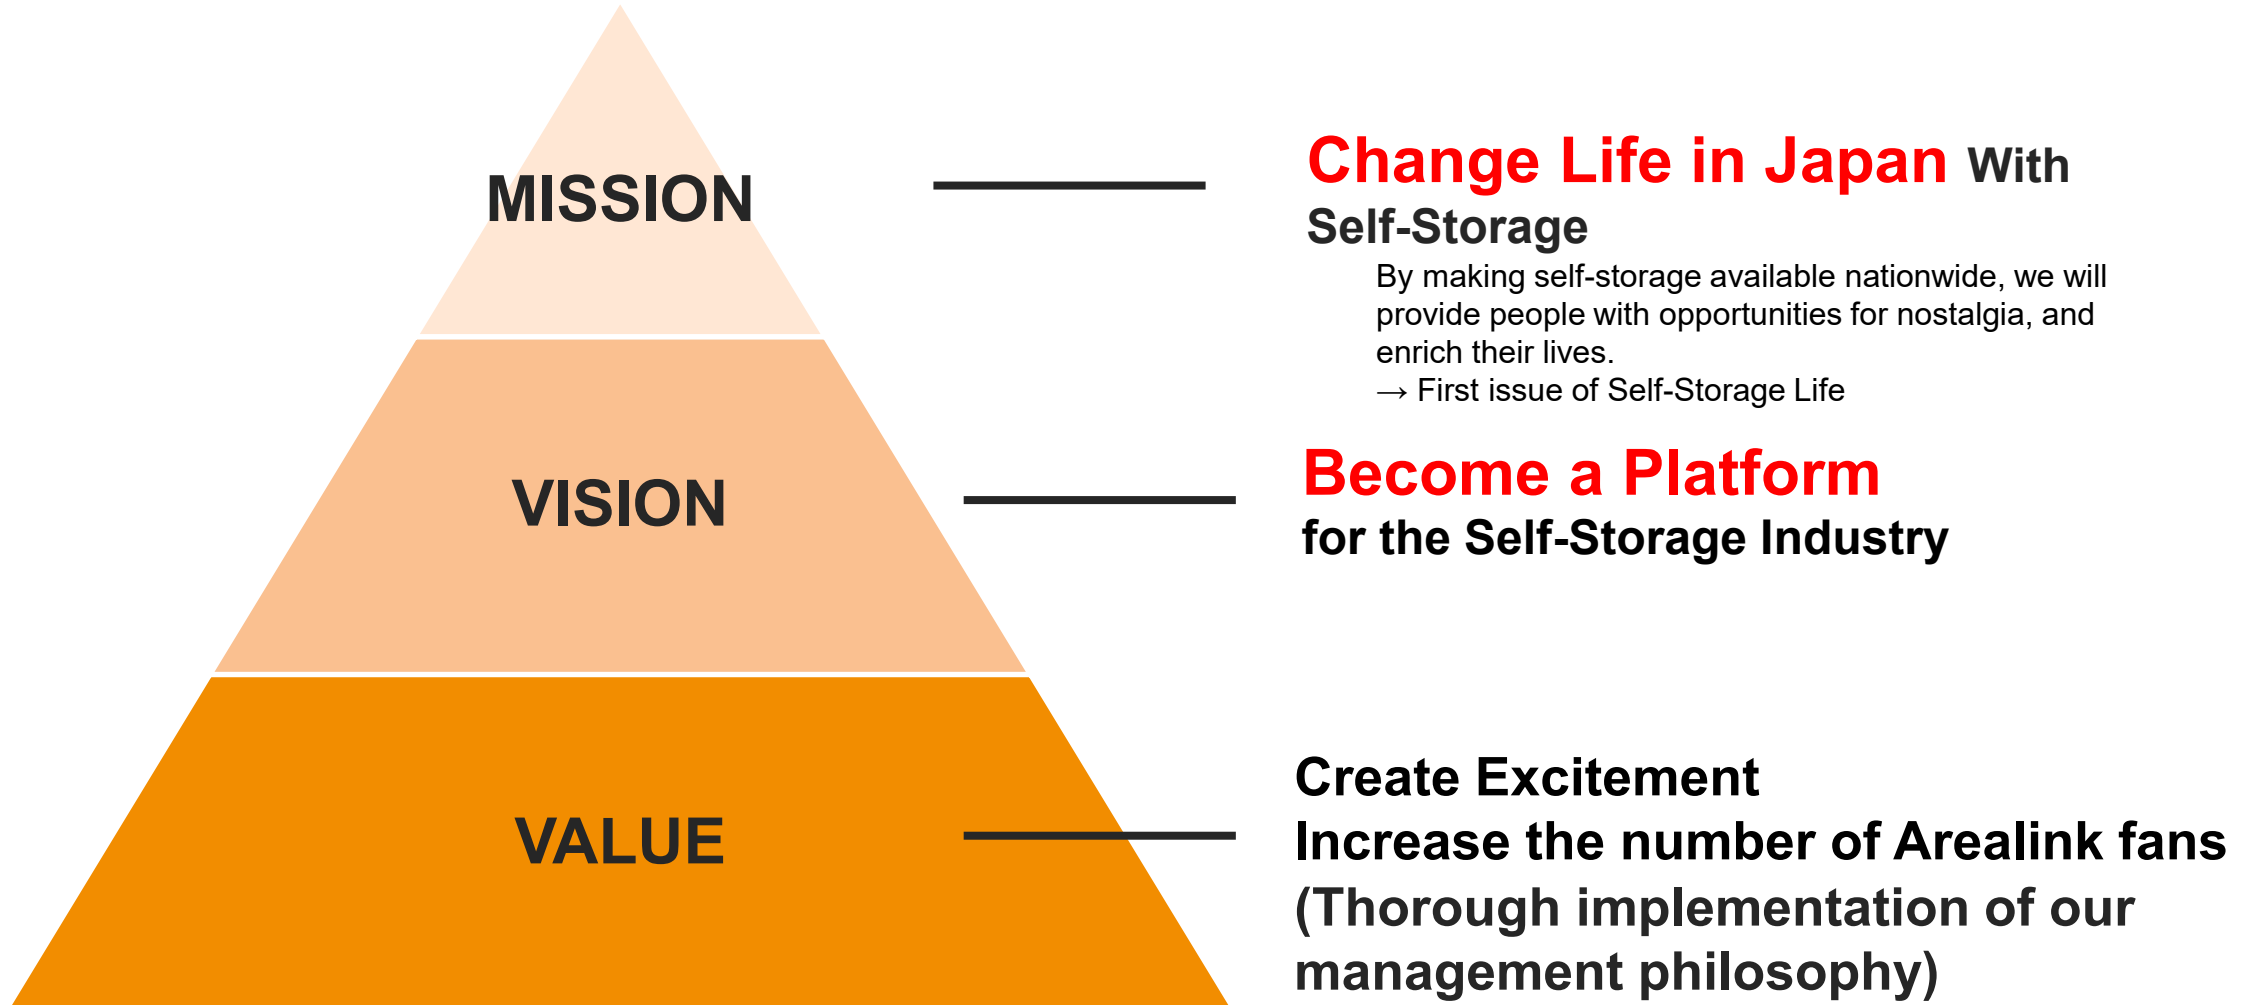 MISSION
Change Life in Japan With
Self-Storage
By making self-storage available nationwide, we will
provide people with opportunities for nostalgia, and
enrich their lives.
→ First issue of Self-Storage Life
VISION
Become a Platform
for the Self-Storage Industry
VALUE
Create Excitement
Increase the number of Arealink fans
(Thorough implementation of our
management philosophy)